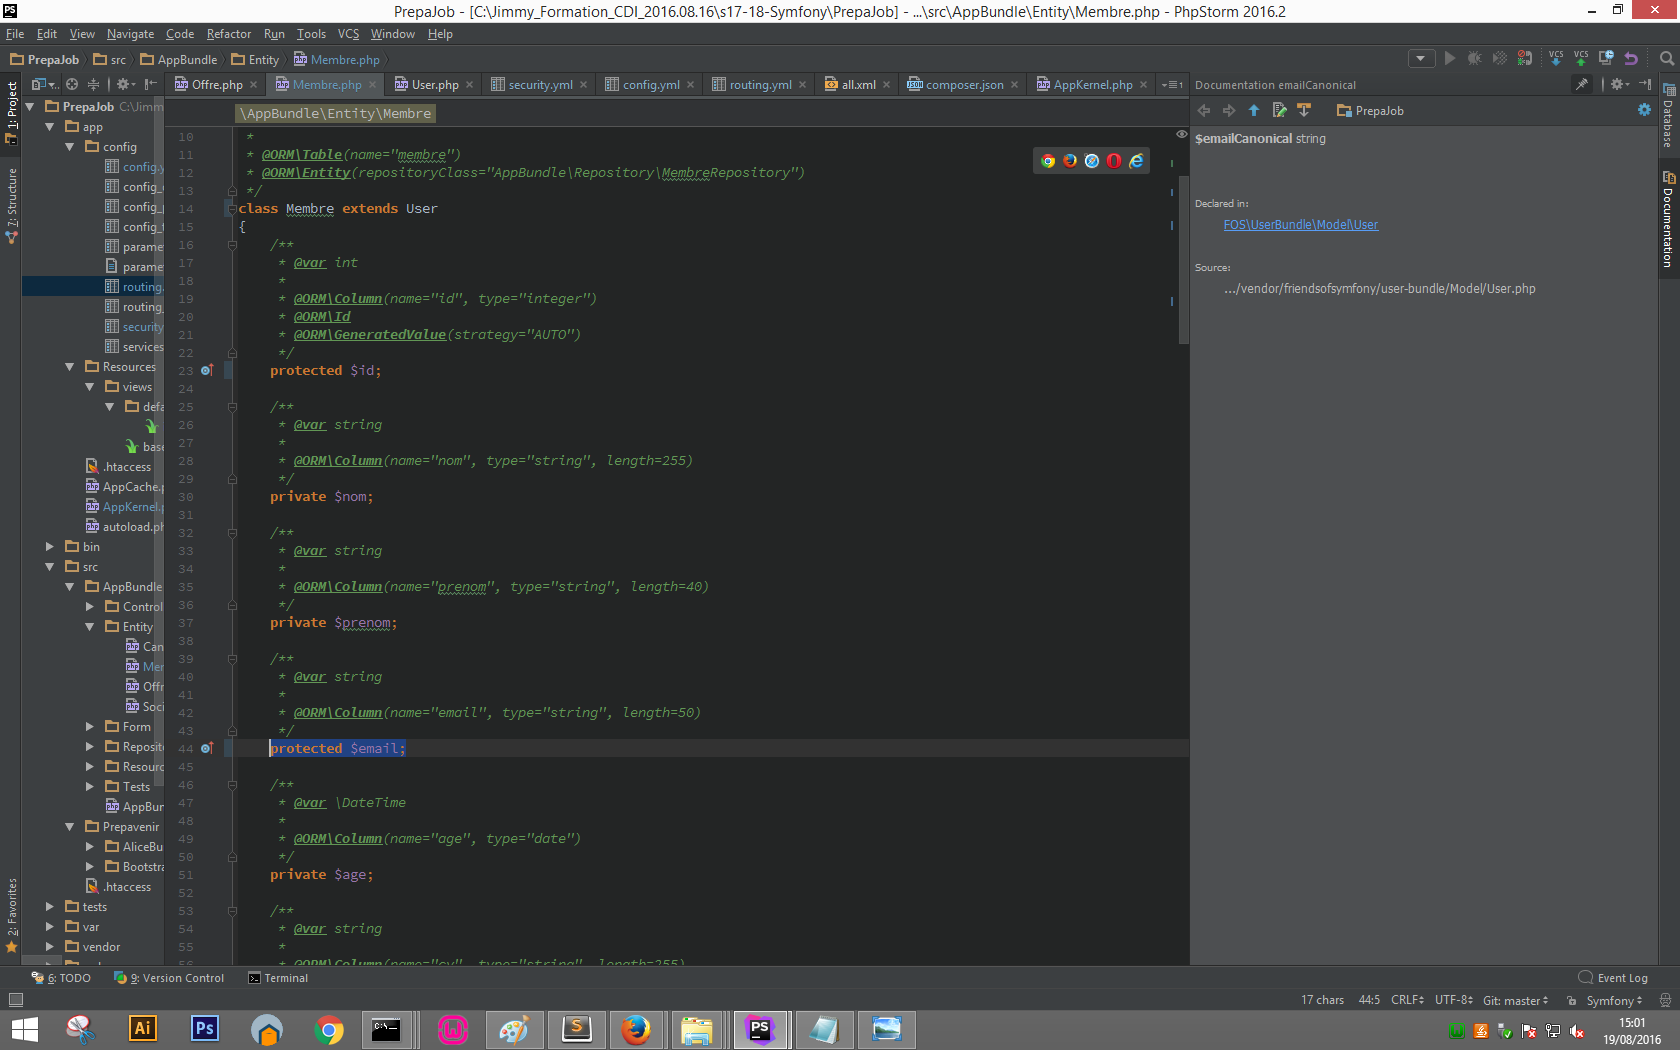 PrepaJob - [C:\Jimmy_Formation_CDI_2016.08.16\s17-18-Symfony\PrepaJob] - ...\src\AppBundle\Entity\Membre.php - PhpStorm 2016.2
File Edit View Navigate Code Refactor Run Tools VCS Window Help
PrepaJob src AppBundle Entity Membre.php
Offre.php Membre.php User.php security.yml config.yml routing.yml all.xml composer.json AppKernel.php
1: Project
7: Structure
2: Favorites
PrepaJob C:\Jimm
app
config
config.y
config_
config_
config_
parame
parame
routing.
routing_
security
services
Resources
views
defa
base
.htaccess
AppCache.p
AppKernel.p
autoload.ph
bin
src
AppBundle
Control
Entity
Can
Mer
Offr
Soci
Form
Reposit
Resourc
Tests
AppBun
Prepavenir
AliceBu
Bootstra
.htaccess
tests
var
vendor
\AppBundle\Entity\Membre
10 *
11 * @ORM\Table(name="membre")
12 * @ORM\Entity(repositoryClass="AppBundle\Repository\MembreRepository")
13 */
14 class Membre extends User
15 {
16 /**
17 * @var int
18 *
19 * @ORM\Column(name="id", type="integer")
20 * @ORM\Id
21 * @ORM\GeneratedValue(strategy="AUTO")
22 */
23 protected $id;
24
25 /**
26 * @var string
27 *
28 * @ORM\Column(name="nom", type="string", length=255)
29 */
30 private $nom;
31
32 /**
33 * @var string
34 *
35 * @ORM\Column(name="prenom", type="string", length=40)
36 */
37 private $prenom;
38
39 /**
40 * @var string
41 *
42 * @ORM\Column(name="email", type="string", length=50)
43 */
44 protected $email;
45
46 /**
47 * @var \DateTime
48 *
49 * @ORM\Column(name="age", type="date")
50 */
51 private $age;
52
53 /**
54 * @var string
55 *
56 * @ORM\Column(name="cv", type="string", length=255)
Documentation emailCanonical
PrepaJob
$emailCanonical string
Declared in:
FOS\UserBundle\Model\User
Source:
.../vendor/friendsofsymfony/user-bundle/Model/User.php
Database
Documentation
6: TODO 9: Version Control Terminal Event Log
17 chars 44:5 CRLF UTF-8 Git: master Symfony
15:01
19/08/2016